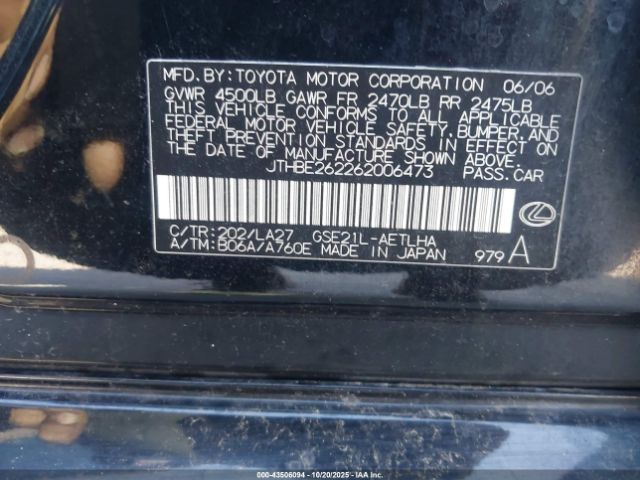 MFD. BY: TOYOTA MOTOR CORPORATION 06/06
GVWR 4500LB GAWR FR 2470LB RR 2475LB
THIS VEHICLE CONFORMS TO ALL APPLICABLE
FEDERAL MOTOR VEHICLE SAFETY, BUMPER, AND
THEFT PREVENTION STANDARDS IN EFFECT ON
THE DATE OF MANUFACTURE SHOWN ABOVE.
JTHBE262262006473 PASS.CAR
C/TR: 202/LA27 GSE21L-AETLHA
A/TM: B06A/A760E MADE IN JAPAN 979 A
000-43506094 - 10/20/2025 - IAAI.COM